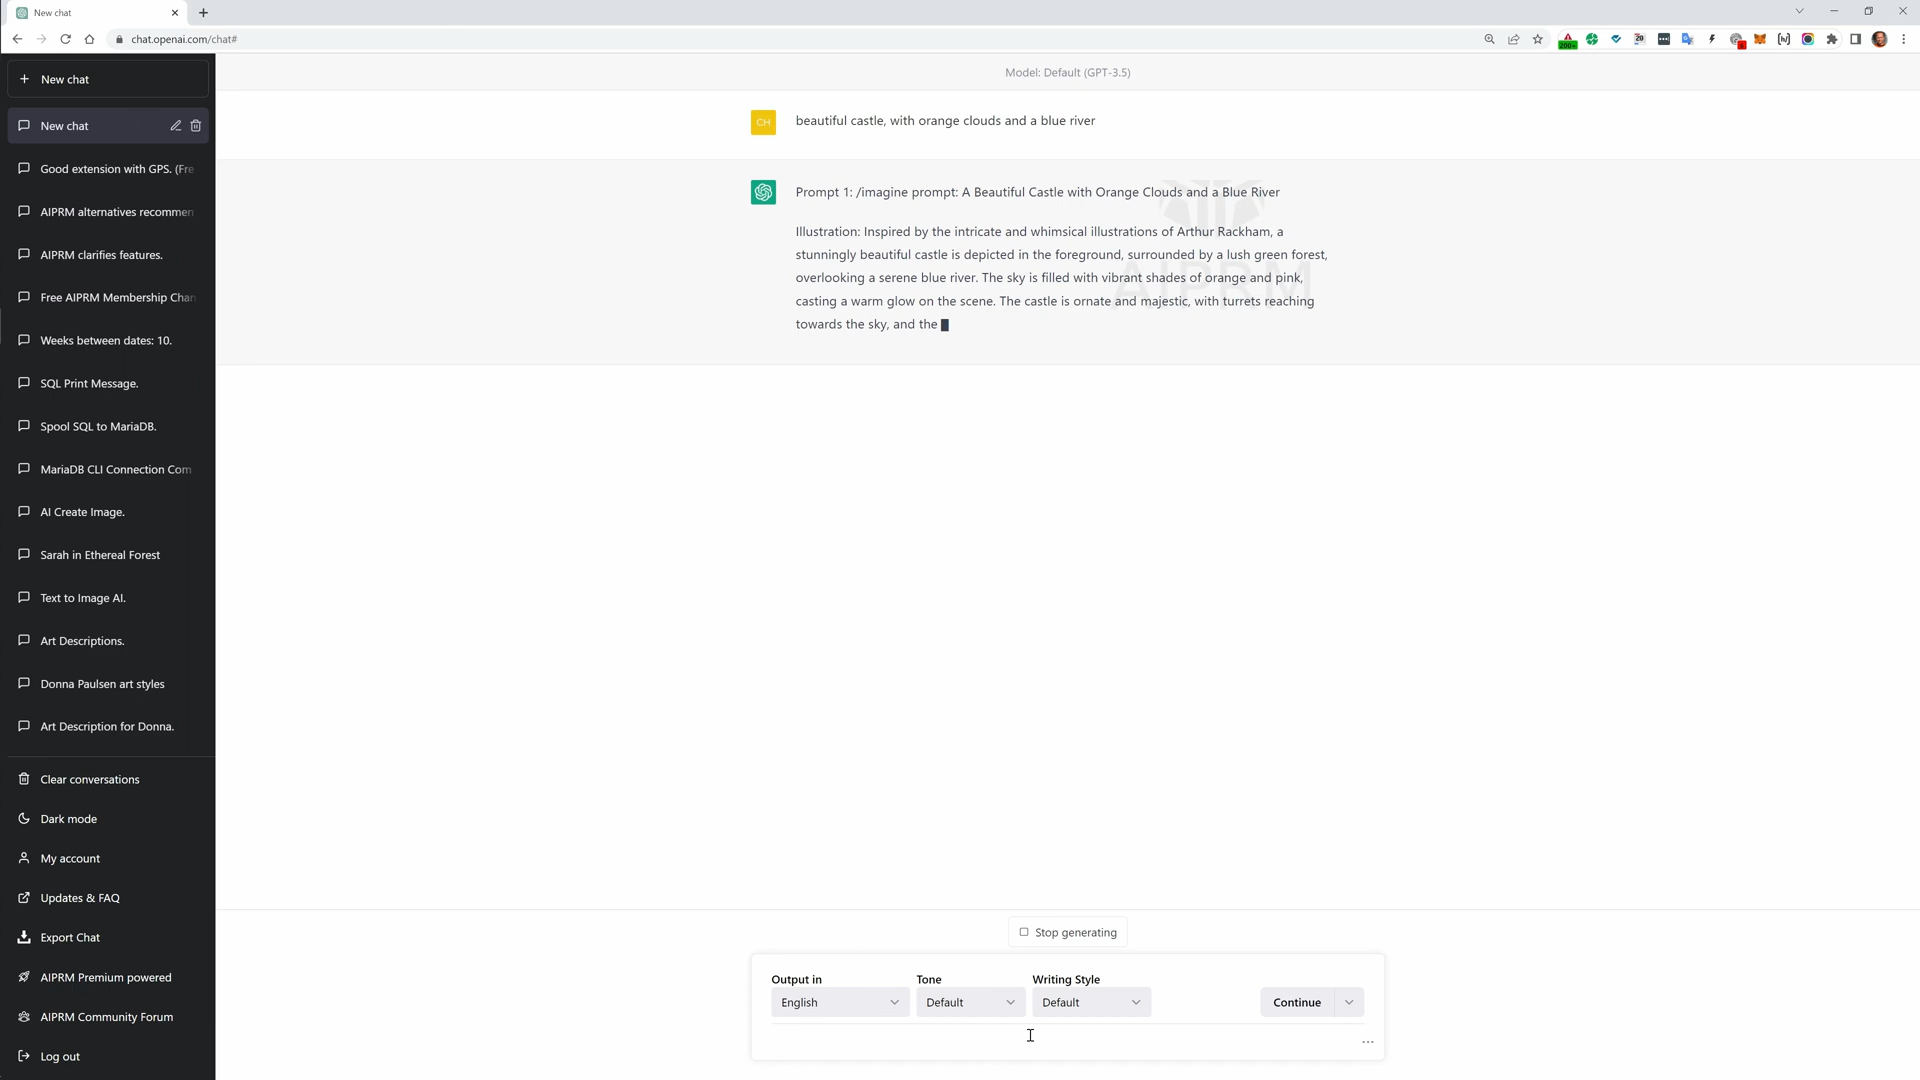 New chat
chat.openai.com/chat#
New chat
New chat
Good extension with GPS. (Fre
AIPRM alternatives recommen
AIPRM clarifies features.
Free AIPRM Membership Chan
Weeks between dates: 10.
SQL Print Message.
Spool SQL to MariaDB.
MariaDB CLI Connection Com
AI Create Image.
Sarah in Ethereal Forest
Text to Image AI.
Art Descriptions.
Donna Paulsen art styles
Art Description for Donna.
Clear conversations
Dark mode
My account
Updates & FAQ
Export Chat
AIPRM Premium powered
AIPRM Community Forum
Log out
Model: Default (GPT-3.5)
CH
beautiful castle, with orange clouds and a blue river
Prompt 1: /imagine prompt: A Beautiful Castle with Orange Clouds and a Blue River
Illustration: Inspired by the intricate and whimsical illustrations of Arthur Rackham, a
stunningly beautiful castle is depicted in the foreground, surrounded by a lush green forest,
overlooking a serene blue river. The sky is filled with vibrant shades of orange and pink,
casting a warm glow on the scene. The castle is ornate and majestic, with turrets reaching
towards the sky, and the
AIPRM
Stop generating
Output in Tone Writing Style
English Default Default Continue
...